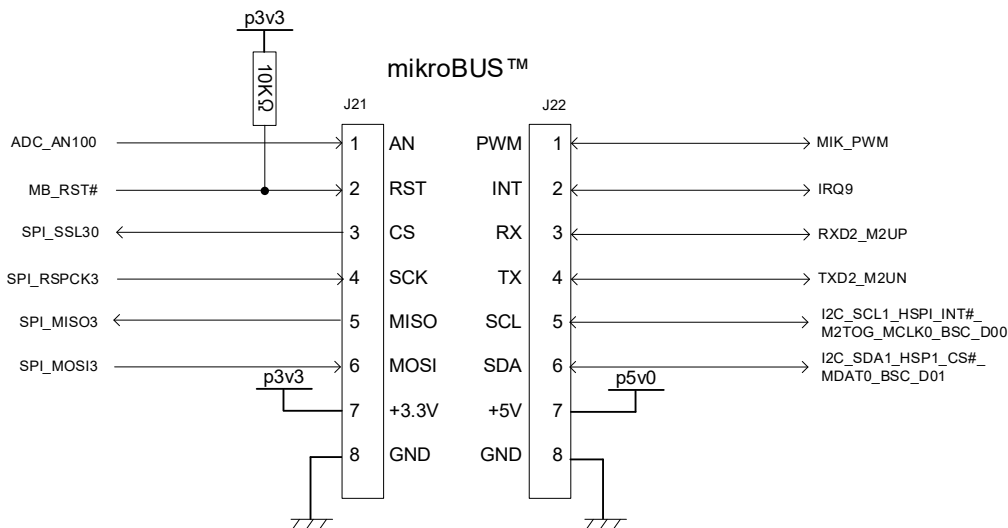 p3v3
10KΩ
mikroBUS™
J21
J22
ADC_AN100
1
AN
PWM
1
MIK_PWM
MB_RST#
2
RST
INT
2
IRQ9
SPI_SSL30
3
CS
RX
3
RXD2_M2UP
SPI_RSPCK3
4
SCK
TX
4
TXD2_M2UN
SPI_MISO3
5
MISO
SCL
5
I2C_SCL1_HSPI_INT#_
M2TOG_MCLK0_BSC_D00
SPI_MOSI3
6
MOSI
SDA
6
I2C_SDA1_HSP1_CS#_
MDAT0_BSC_D01
p3v3
7
+3.3V
+5V
7
p5v0
8
GND
GND
8